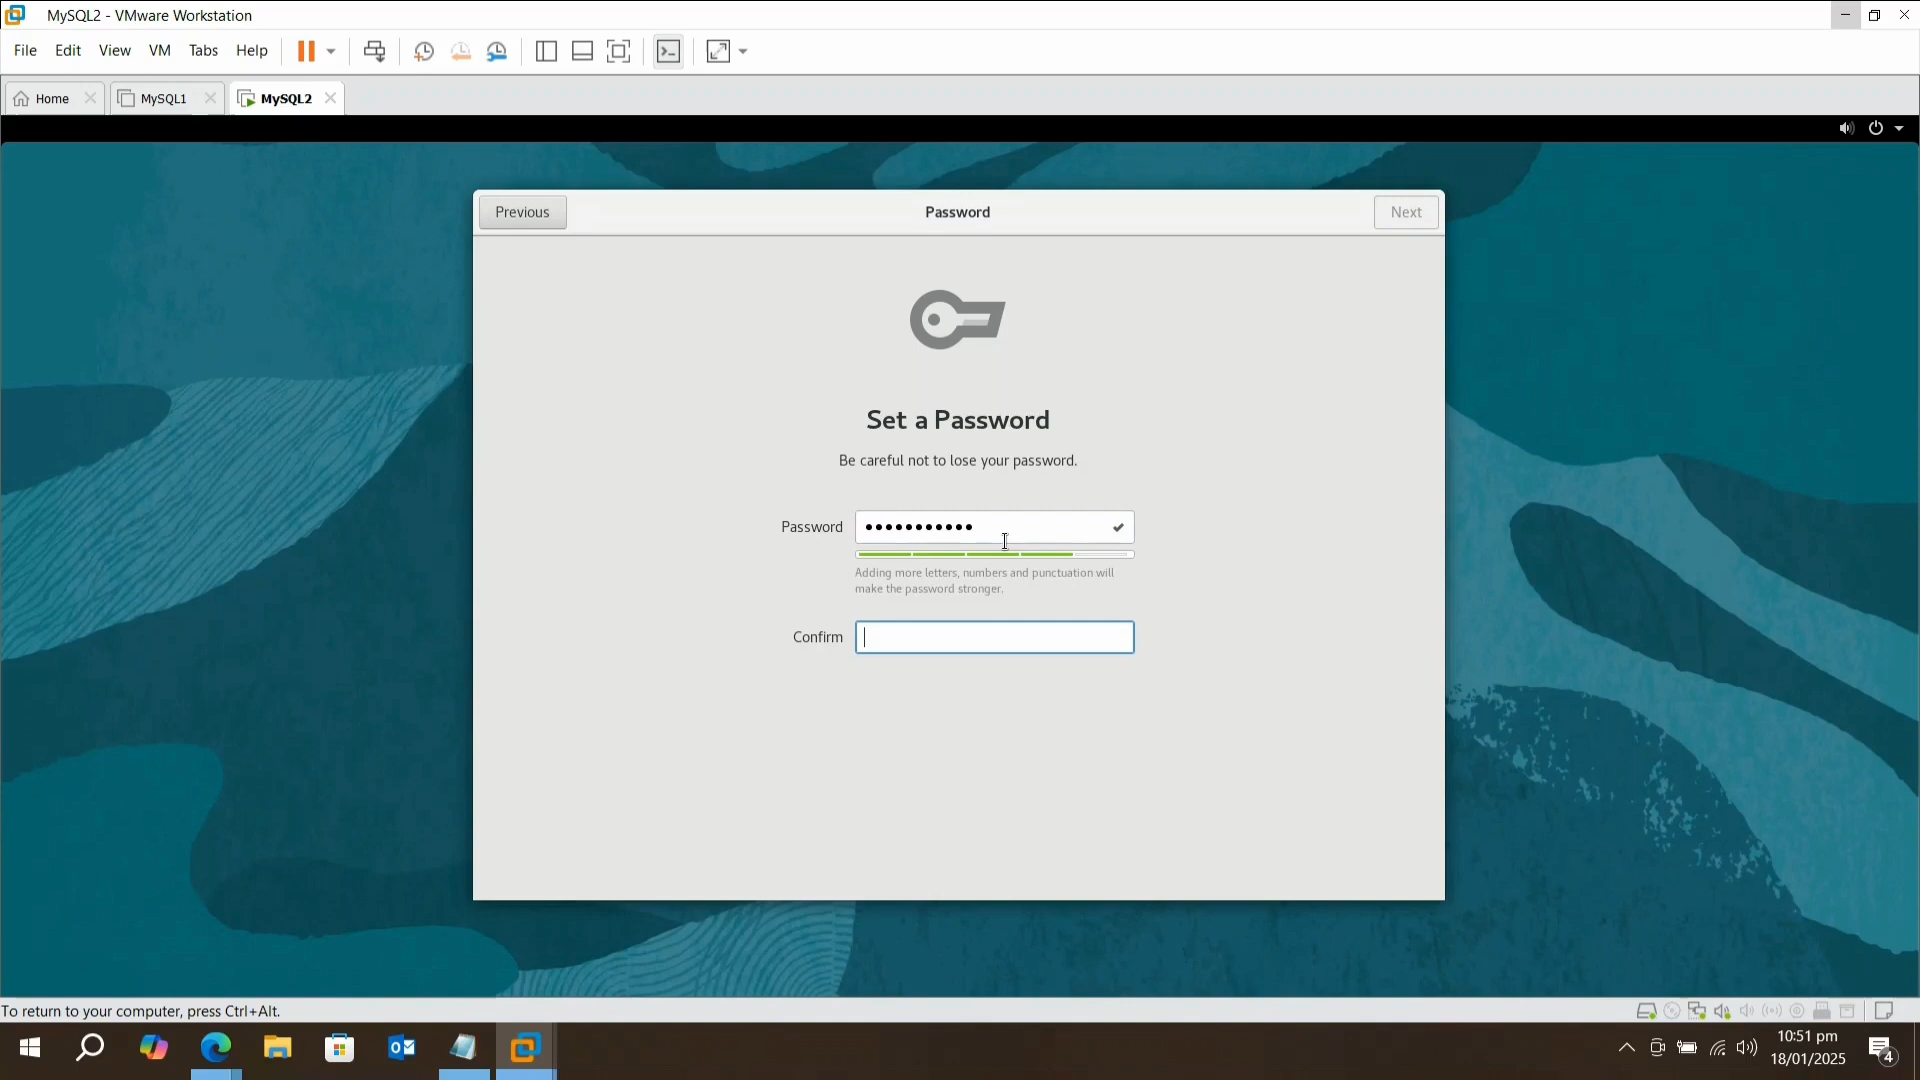 MySQL2 - VMware Workstation
File Edit View VM Tabs Help
Home MySQL1 MySQL2
Previous Password Next
Set a Password
Be careful not to lose your password.
Password •••••••••••
Adding more letters, numbers and punctuation will
make the password stronger.
Confirm
To return to your computer, press Ctrl+Alt.
10:51 pm
18/01/2025
4